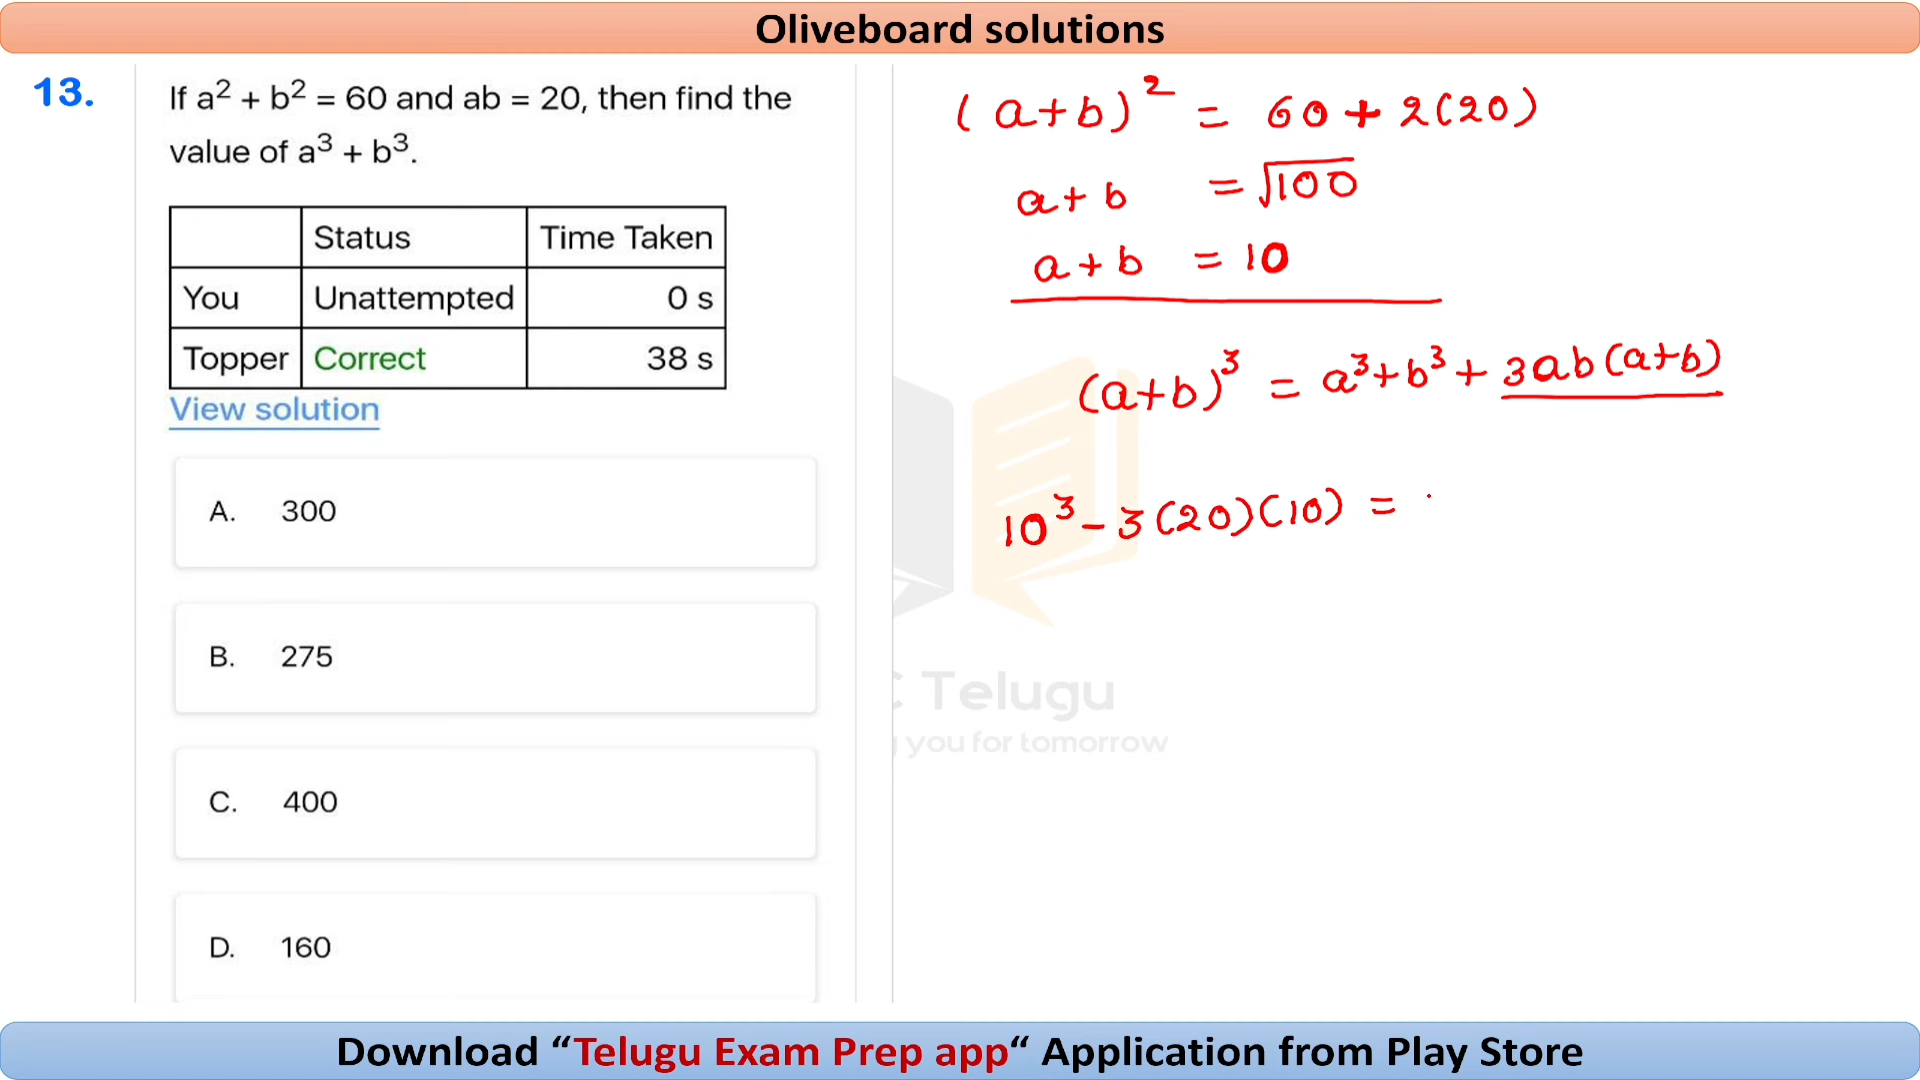 Oliveboard solutions
13.
If a² + b² = 60 and ab = 20, then find the
value of a³ + b³.
Status Time Taken
You Unattempted 0 s
Topper Correct 38 s
View solution
A. 300
B. 275
C. 400
D. 160
(a+b)² = 60 + 2(20)
a+b = √100
a+b = 10
(a+b)³ = a³+b³+3ab(a+b)
10³-3(20)(10) =
Telugu
you for tomorrow
Download “Telugu Exam Prep app“ Application from Play Store